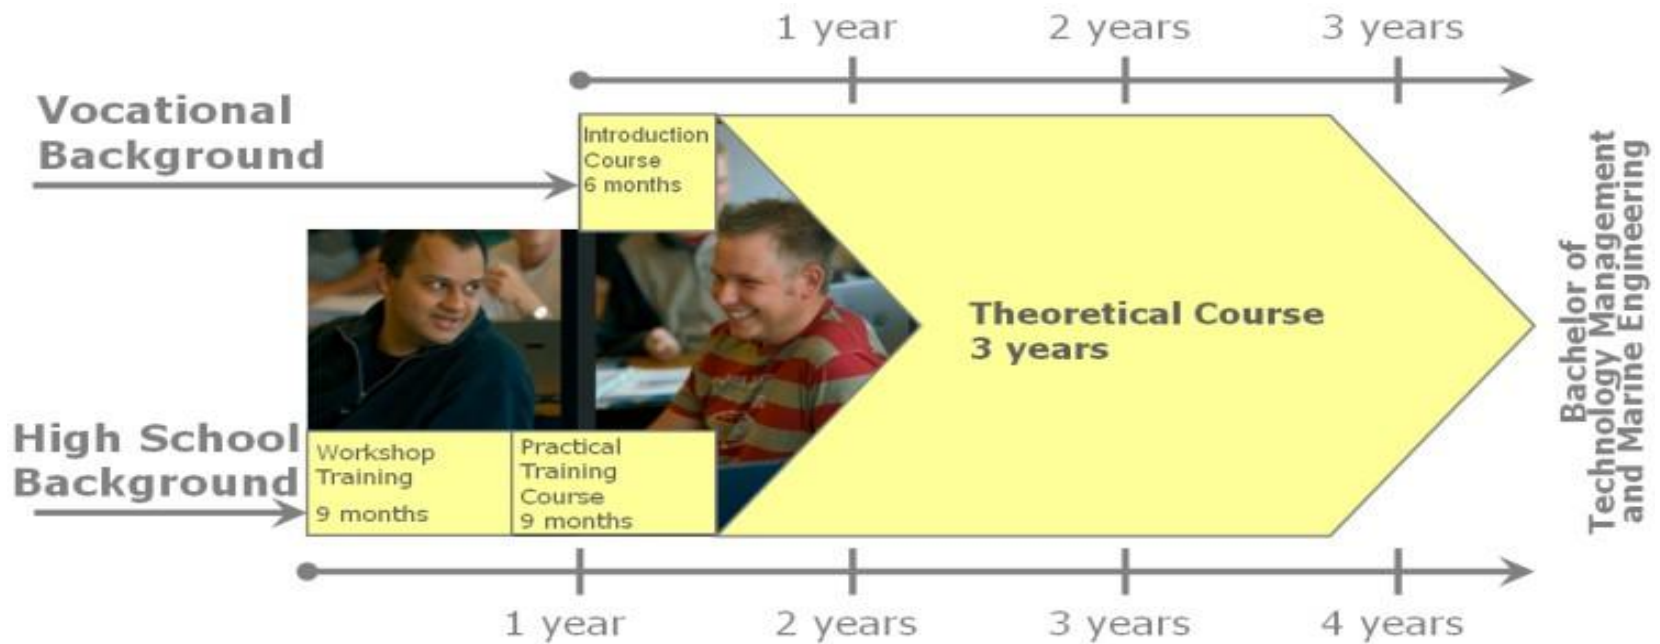 1 year
2 years
3 years
Vocational
Background
Introduction
Course
6 months
Theoretical Course
3 years
High School
Background
Workshop
Training
9 months
Practical
Training
Course
9 months
1 year
2 years
3 years
4 years
Bachelor of
Technology Management
and Marine Engineering